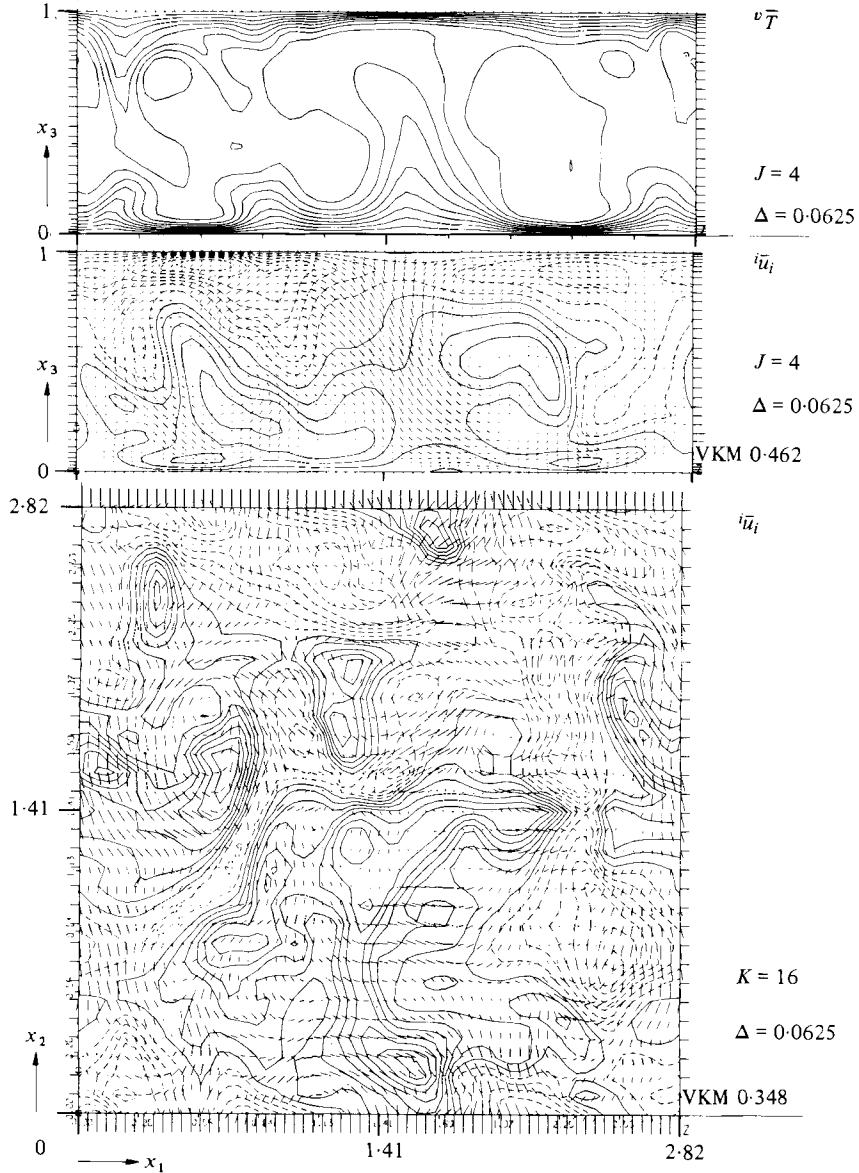 1
ᵛT̄
x₃
J = 4
Δ = 0·0625
0
1
ⁱūᵢ
x₃
J = 4
Δ = 0·0625
VKM 0·462
0
2·82
ⁱūᵢ
1·41
K = 16
x₂
Δ = 0·0625
VKM 0·348
0
x₁
1·41
2·82